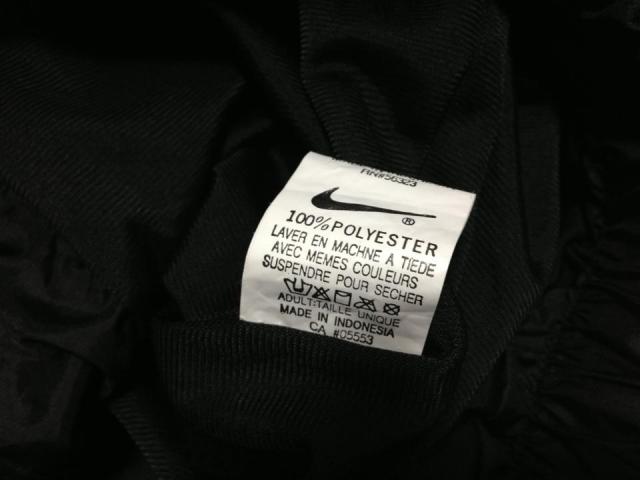 RN#56323
®
100% POLYESTER
LAVER EN MACHNE À TIEDE
AVEC MEMES COULEURS
SUSPENDRE POUR SECHER
ADULT:TAILLE UNIQUE
MADE IN INDONESIA
CA #05553